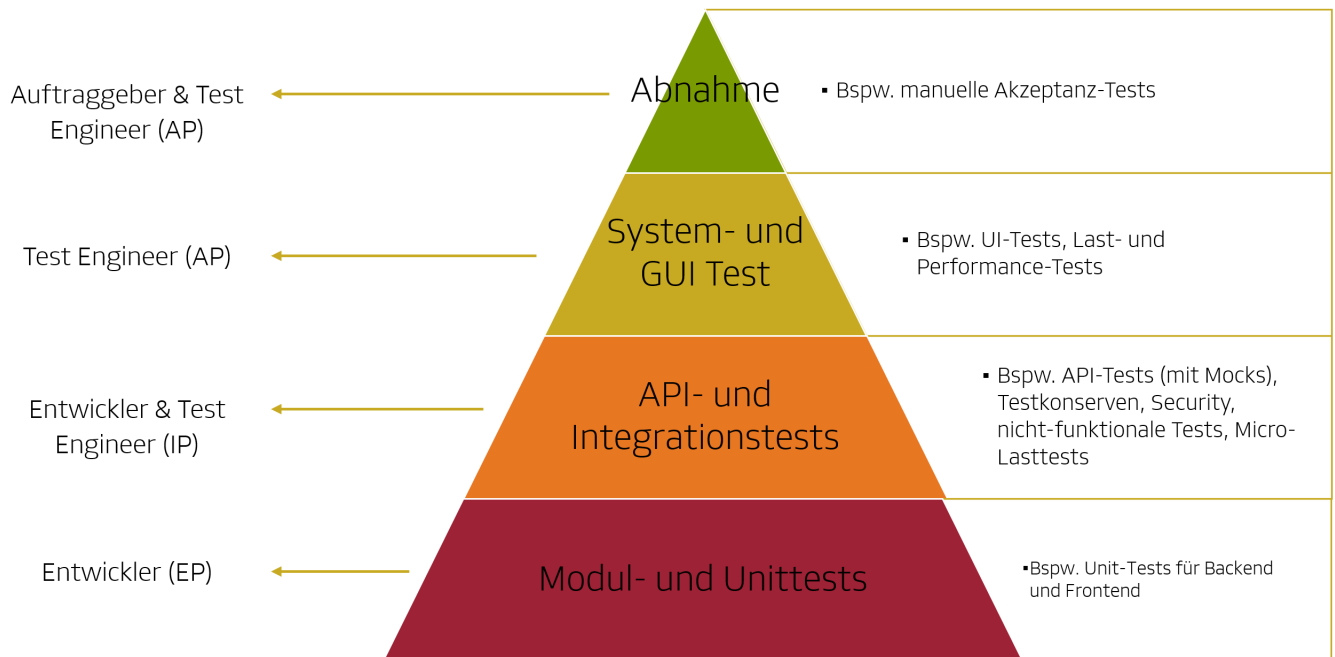 Auftraggeber & Test
Engineer (AP)
Abnahme
▪ Bspw. manuelle Akzeptanz-Tests
Test Engineer (AP)
System- und
GUI Test
▪ Bspw. UI-Tests, Last- und
Performance-Tests
Entwickler & Test
Engineer (IP)
API- und
Integrationstests
▪ Bspw. API-Tests (mit Mocks),
Testkonserven, Security,
nicht-funktionale Tests, Micro-
Lasttests
Entwickler (EP)
Modul- und Unittests
▪Bspw. Unit-Tests für Backend
und Frontend